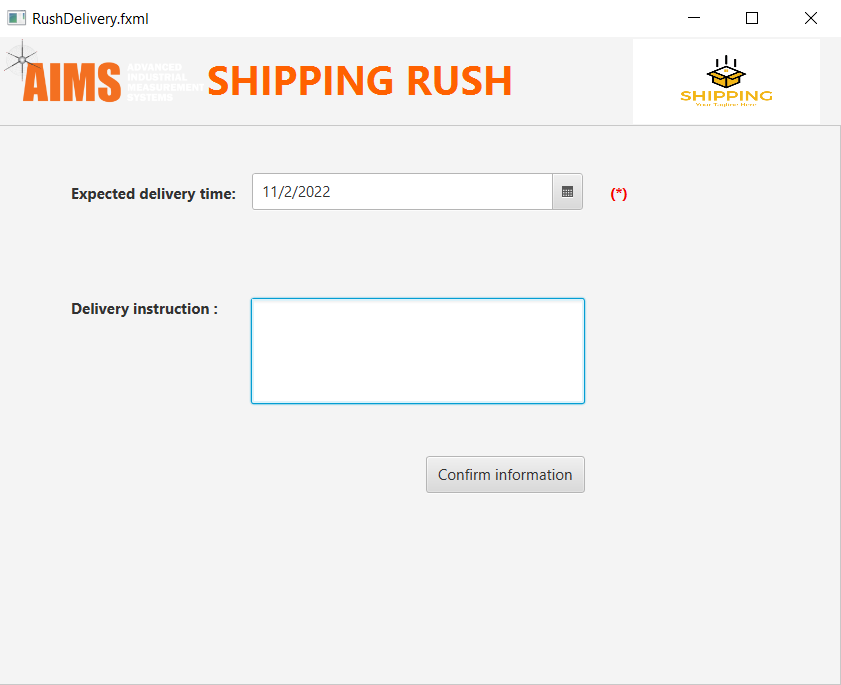 RushDelivery.fxml
AIMS
ADVANCED
INDUSTRIAL
MEASUREMENT
SYSTEMS
SHIPPING RUSH
SHIPPING
Your Tagline Here
Expected delivery time:
11/2/2022
(*)
Delivery instruction :
Confirm information